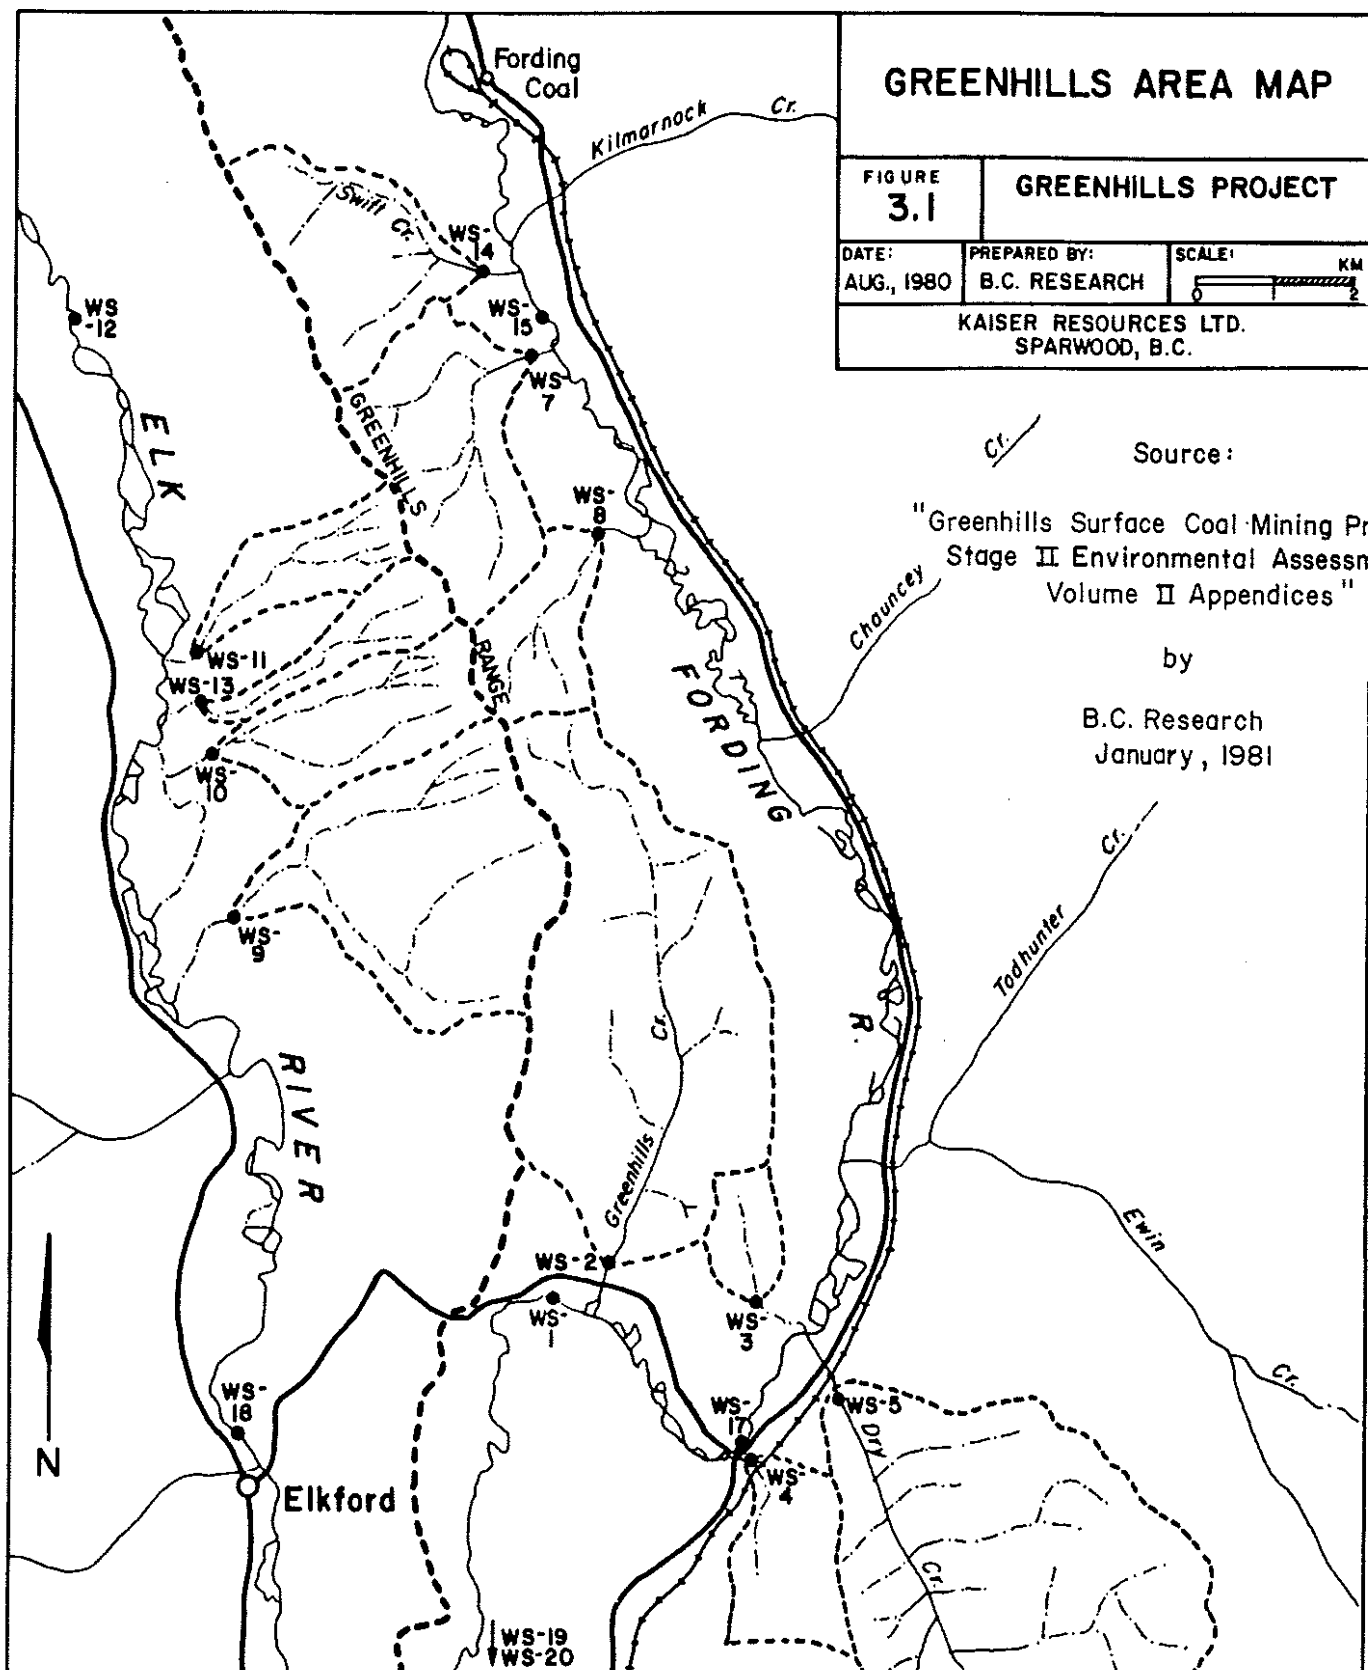 GREENHILLS AREA MAP
FIGURE
3.1
GREENHILLS PROJECT
DATE:
AUG., 1980
PREPARED BY:
B.C. RESEARCH
SCALE:
KM
0 1 2
KAISER RESOURCES LTD.
SPARWOOD, B.C.
Source:
"Greenhills Surface Coal Mining Pr
Stage II Environmental Assessm
Volume II Appendices"
by
B.C. Research
January, 1981
Fording
Coal
Kilmarnock Cr.
Swift Cr.
WS-
14
WS
-12
WS-
15
WS-
7
ELK
GREENHILLS
Cr.
WS-
8
Chauncey
WS-11
WS-13
RANGE
FORDING
WS-
10
Todhunter Cr.
WS-
9
Cr.
R.
RIVER
Greenhills
Ewin
WS-2
WS-
1
WS-
3
Cr.
WS-
18
WS-
17
WS-5
Dry
N
WS-
4
Elkford
Cr.
WS-19
WS-20